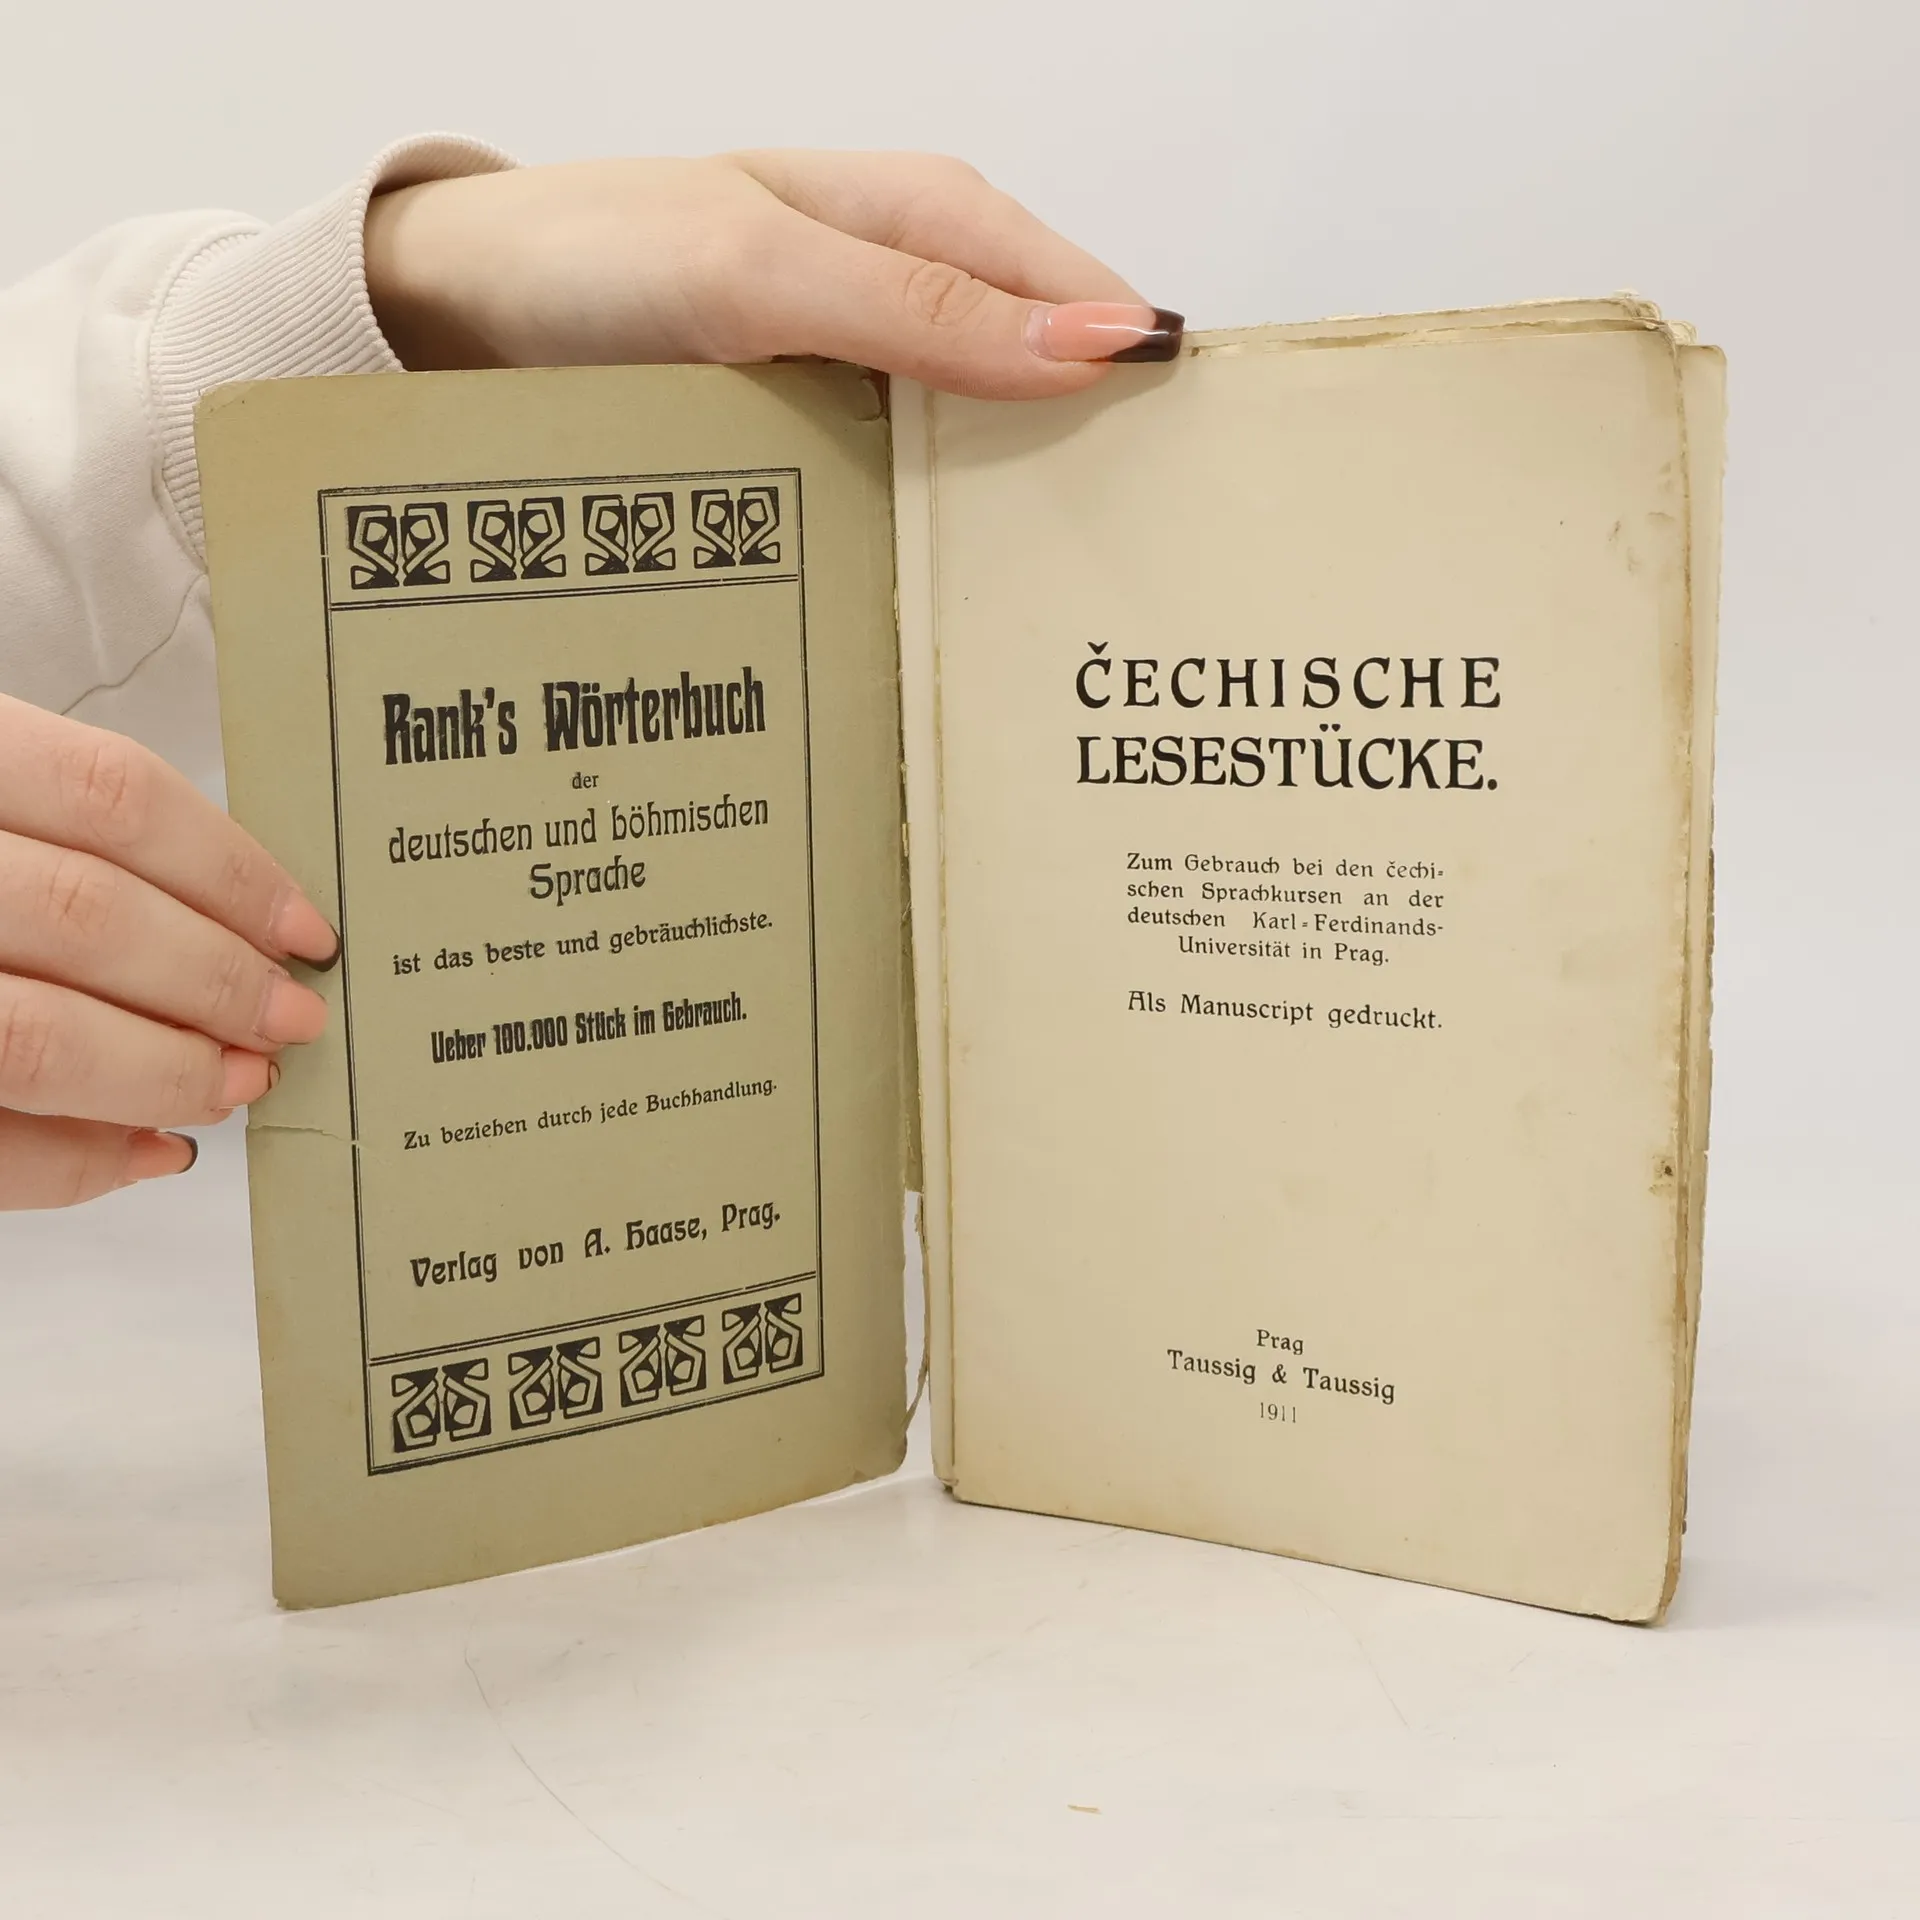 Rank's Wörterbuch
der
deutschen und böhmischen
Sprache
ist das beste und gebräuchlichste.
Ueber 100.000 Stück im Gebrauch.
Zu beziehen durch jede Buchhandlung.
Verlag von A. Haase, Prag.
ČECHISCHE
LESESTÜCKE.
Zum Gebrauch bei den čechi=
schen Sprachkursen an der
deutschen Karl=Ferdinands-
Universität in Prag.
Als Manuscript gedruckt.
Prag
Taussig & Taussig
1911